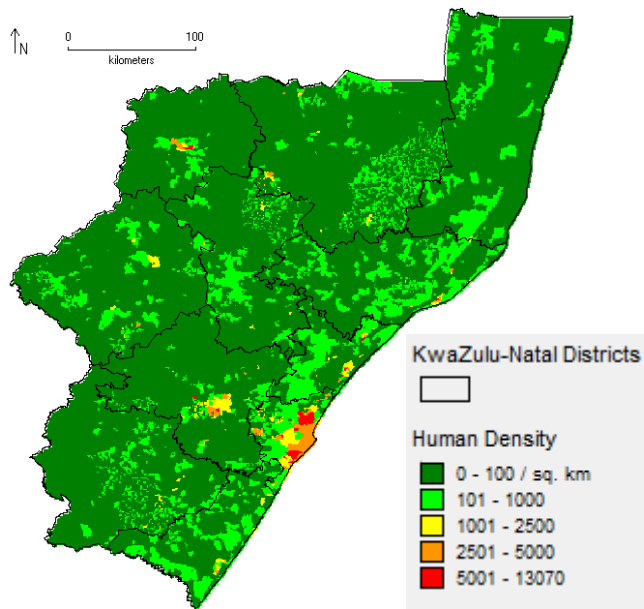 N
0 100
kilometers
KwaZulu-Natal Districts
Human Density
0 - 100 / sq. km
101 - 1000
1001 - 2500
2501 - 5000
5001 - 13070